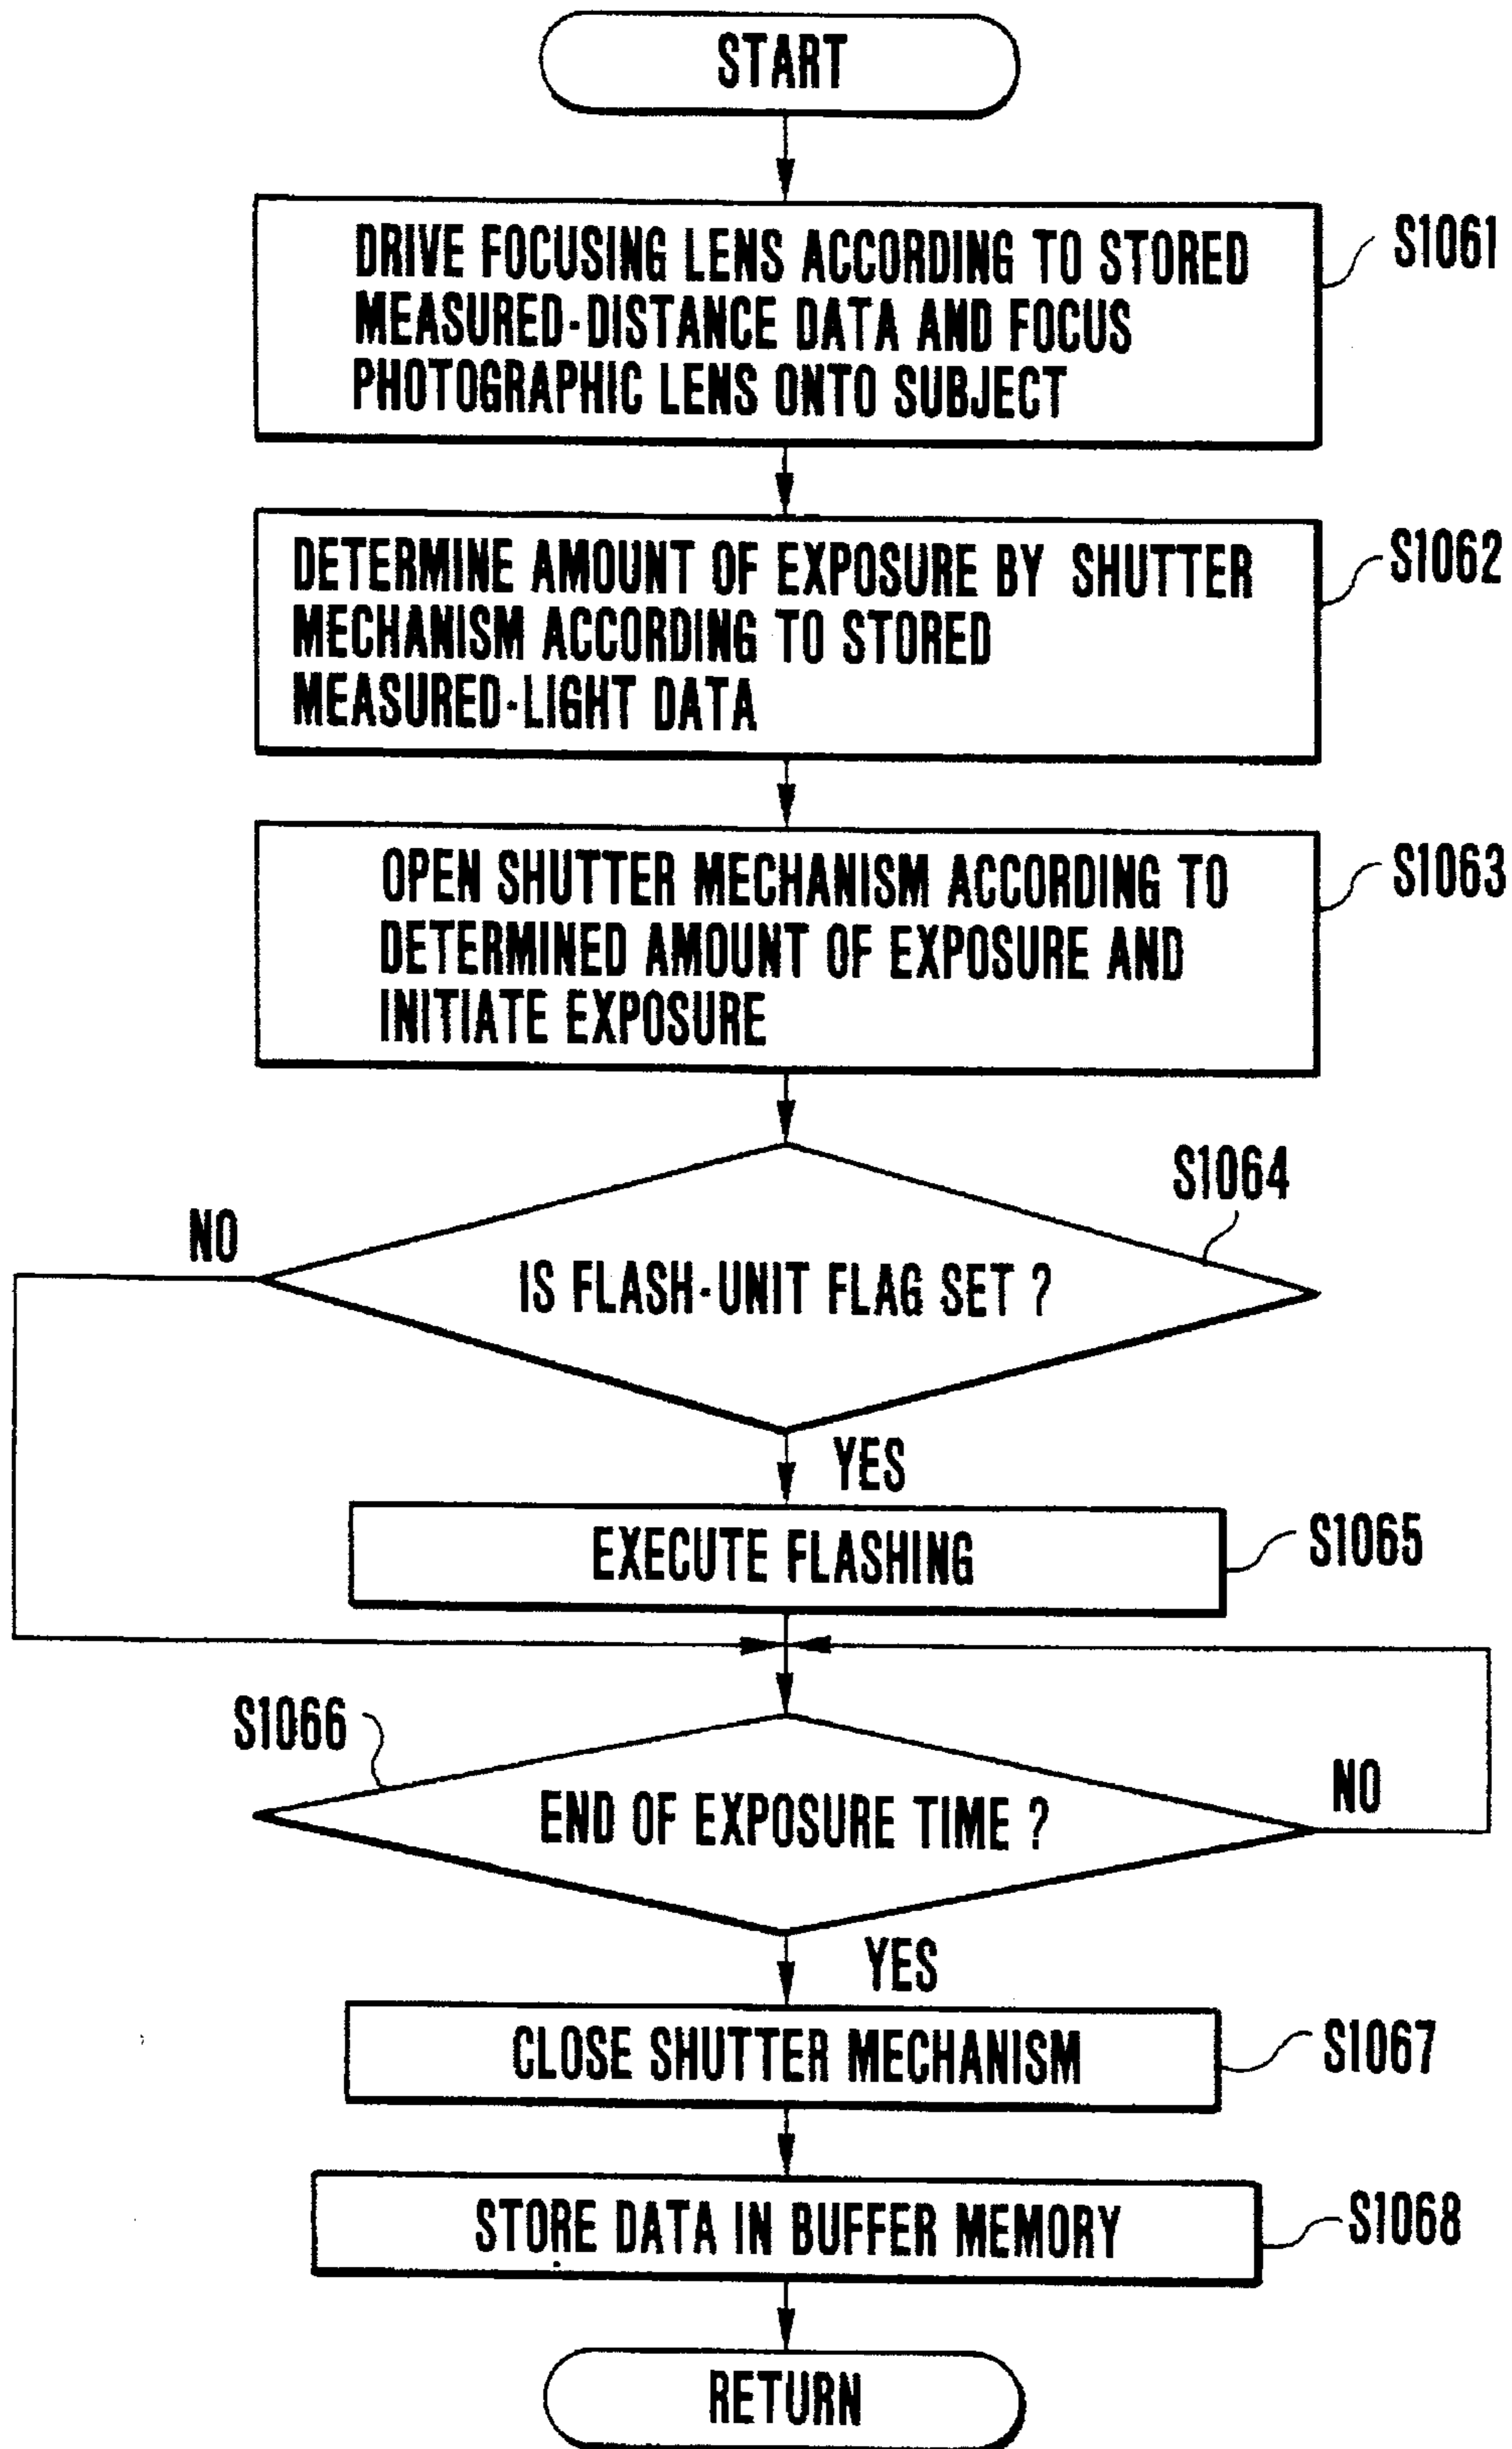 START
DRIVE FOCUSING LENS ACCORDING TO STORED
MEASURED-DISTANCE DATA AND FOCUS
PHOTOGRAPHIC LENS ONTO SUBJECT
S1061
DETERMINE AMOUNT OF EXPOSURE BY SHUTTER
MECHANISM ACCORDING TO STORED
MEASURED-LIGHT DATA
S1062
OPEN SHUTTER MECHANISM ACCORDING TO
DETERMINED AMOUNT OF EXPOSURE AND
INITIATE EXPOSURE
S1063
S1064
NO
IS FLASH-UNIT FLAG SET ?
YES
EXECUTE FLASHING
S1065
S1066
END OF EXPOSURE TIME ?
NO
YES
CLOSE SHUTTER MECHANISM
S1067
STORE DATA IN BUFFER MEMORY
S1068
RETURN